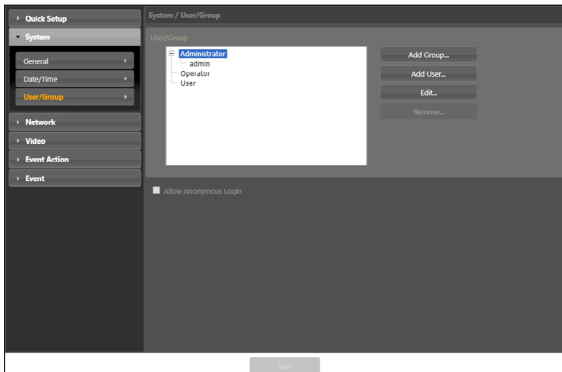 Quick Setup
System
General
Date/Time
User/Group
Network
Video
Event Action
Event
System / User/Group
User/Group
Administrator
admin
Operator
User
Add Group...
Add User...
Edit...
Remove...
Allow Anonymous Login
Save